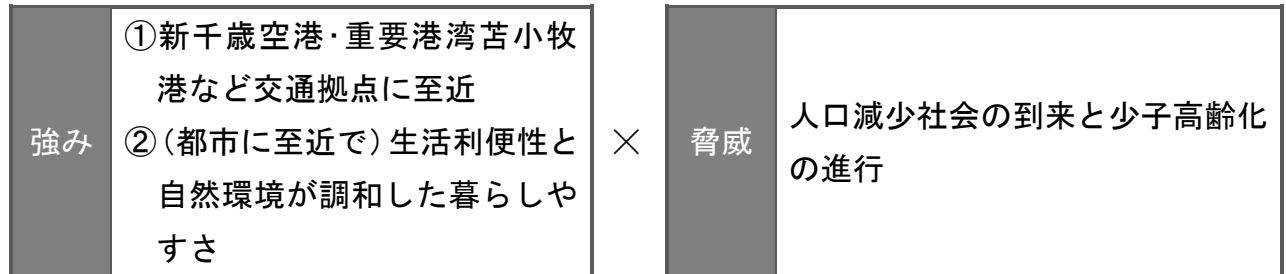 強み
①新千歳空港・重要港湾苫小牧
港など交通拠点に至近
②(都市に至近で)生活利便性と
自然環境が調和した暮らしや
すさ
×
脅威
人口減少社会の到来と少子高齢化
の進行